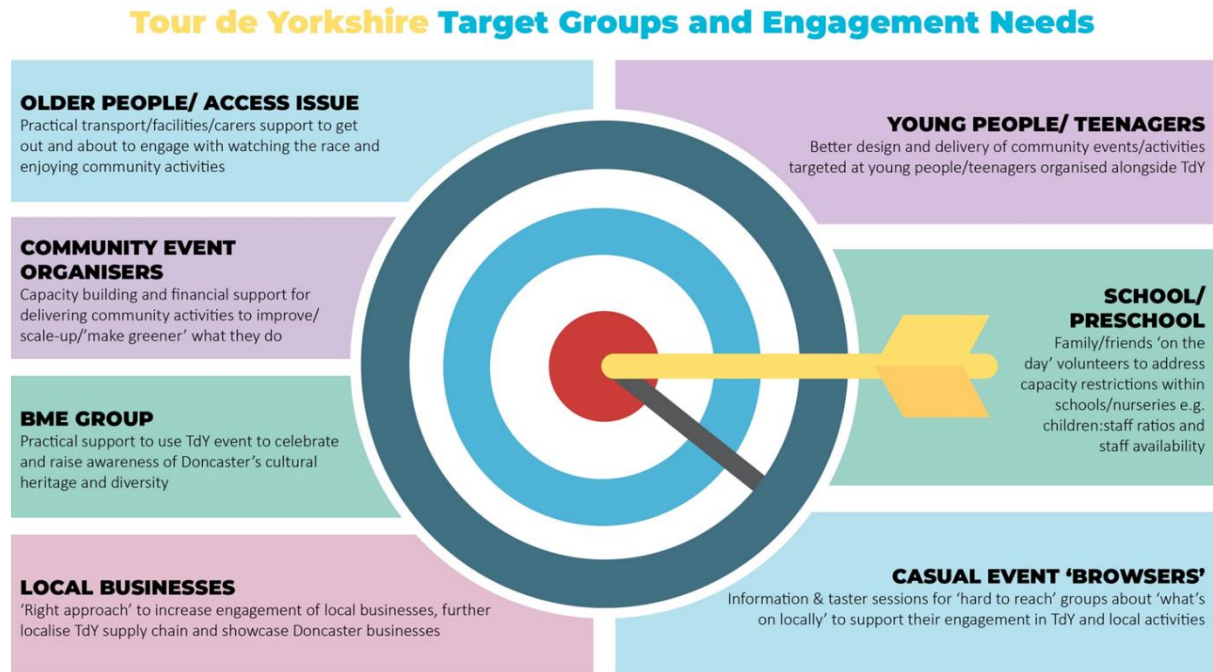 Tour de Yorkshire Target Groups and Engagement Needs
OLDER PEOPLE/ ACCESS ISSUE
Practical transport/facilities/carers support to get
out and about to engage with watching the race and
enjoying community activities
COMMUNITY EVENT
ORGANISERS
Capacity building and financial support for
delivering community activities to improve/
scale-up/'make greener' what they do
BME GROUP
Practical support to use TdY event to celebrate
and raise awareness of Doncaster's cultural
heritage and diversity
LOCAL BUSINESSES
'Right approach' to increase engagement of local businesses, further
localise TdY supply chain and showcase Doncaster businesses
YOUNG PEOPLE/ TEENAGERS
Better design and delivery of community events/activities
targeted at young people/teenagers organised alongside TdY
SCHOOL/
PRESCHOOL
Family/friends 'on the
day' volunteers to address
capacity restrictions within
schools/nurseries e.g.
children:staff ratios and
staff availability
CASUAL EVENT 'BROWSERS'
Information & taster sessions for 'hard to reach' groups about 'what's
on locally' to support their engagement in TdY and local activities